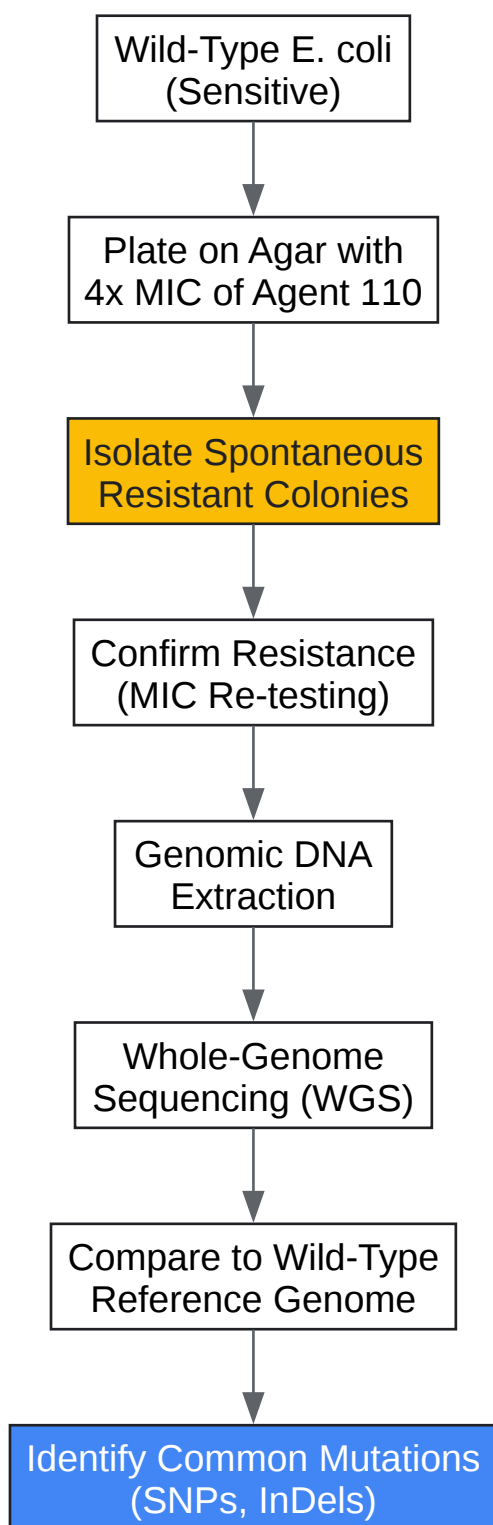 Wild-Type E. coli
(Sensitive)
Plate on Agar with
4x MIC of Agent 110
Isolate Spontaneous
Resistant Colonies
Confirm Resistance
(MIC Re-testing)
Genomic DNA
Extraction
Whole-Genome
Sequencing (WGS)
Compare to Wild-Type
Reference Genome
Identify Common Mutations
(SNPs, InDels)